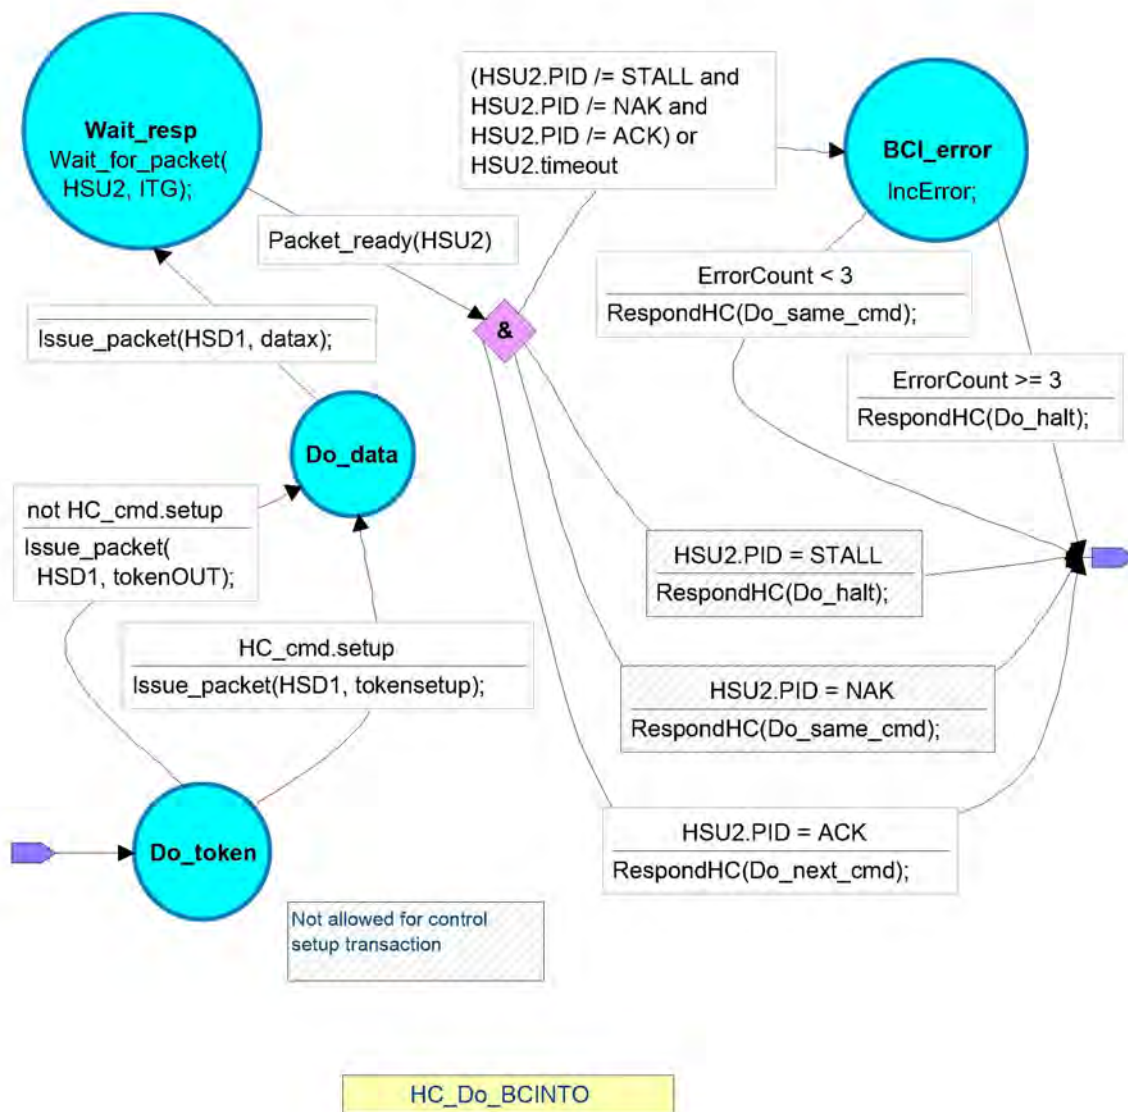 Wait_resp
Wait_for_packet(
HSU2, ITG);
(HSU2.PID /= STALL and
HSU2.PID /= NAK and
HSU2.PID /= ACK) or
HSU2.timeout
BCI_error
IncError;
Packet_ready(HSU2)
&
ErrorCount < 3
RespondHC(Do_same_cmd);
Issue_packet(HSD1, datax);
ErrorCount >= 3
RespondHC(Do_halt);
Do_data
not HC_cmd.setup
Issue_packet(
HSD1, tokenOUT);
HSU2.PID = STALL
RespondHC(Do_halt);
HC_cmd.setup
Issue_packet(HSD1, tokensetup);
HSU2.PID = NAK
RespondHC(Do_same_cmd);
HSU2.PID = ACK
RespondHC(Do_next_cmd);
Do_token
Not allowed for control
setup transaction
HC_Do_BCINTO